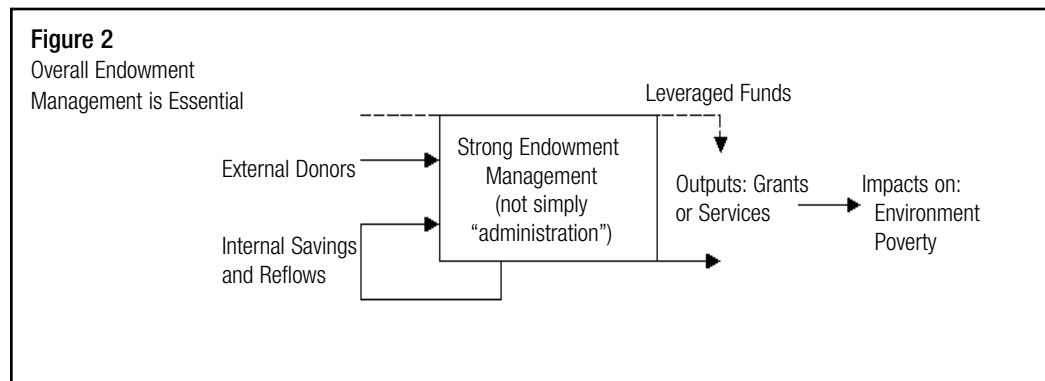 Figure 2
Overall Endowment
Management is Essential
Leveraged Funds
External Donors
Strong Endowment
Management
(not simply
“administration”)
Outputs: Grants
or Services
Impacts on:
Environment
Poverty
Internal Savings
and Reflows